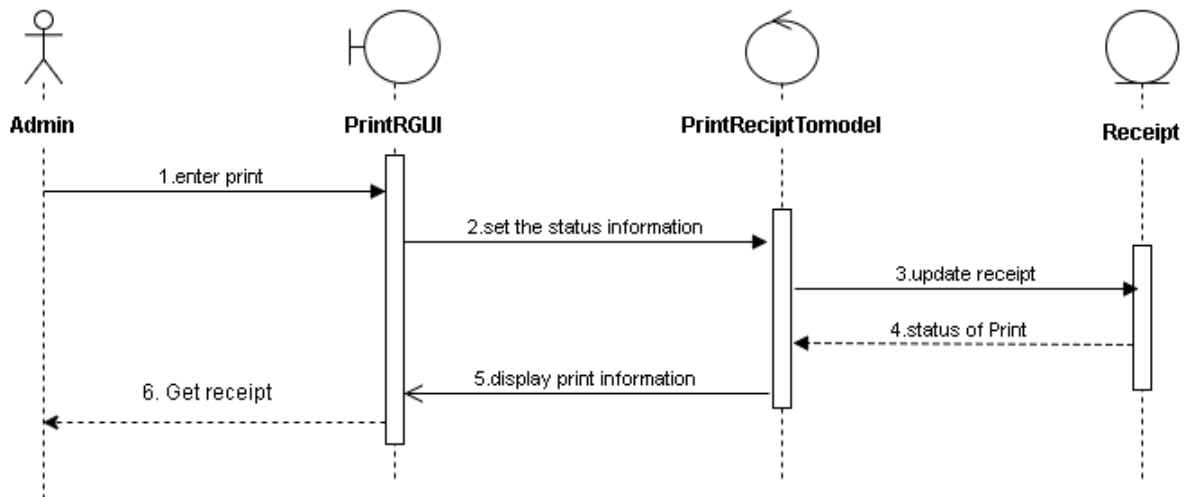 Admin
PrintRGUI
PrintReciptTomodel
Receipt
1.enter print
2.set the status information
3.update receipt
4.status of Print
5.display print information
6. Get receipt